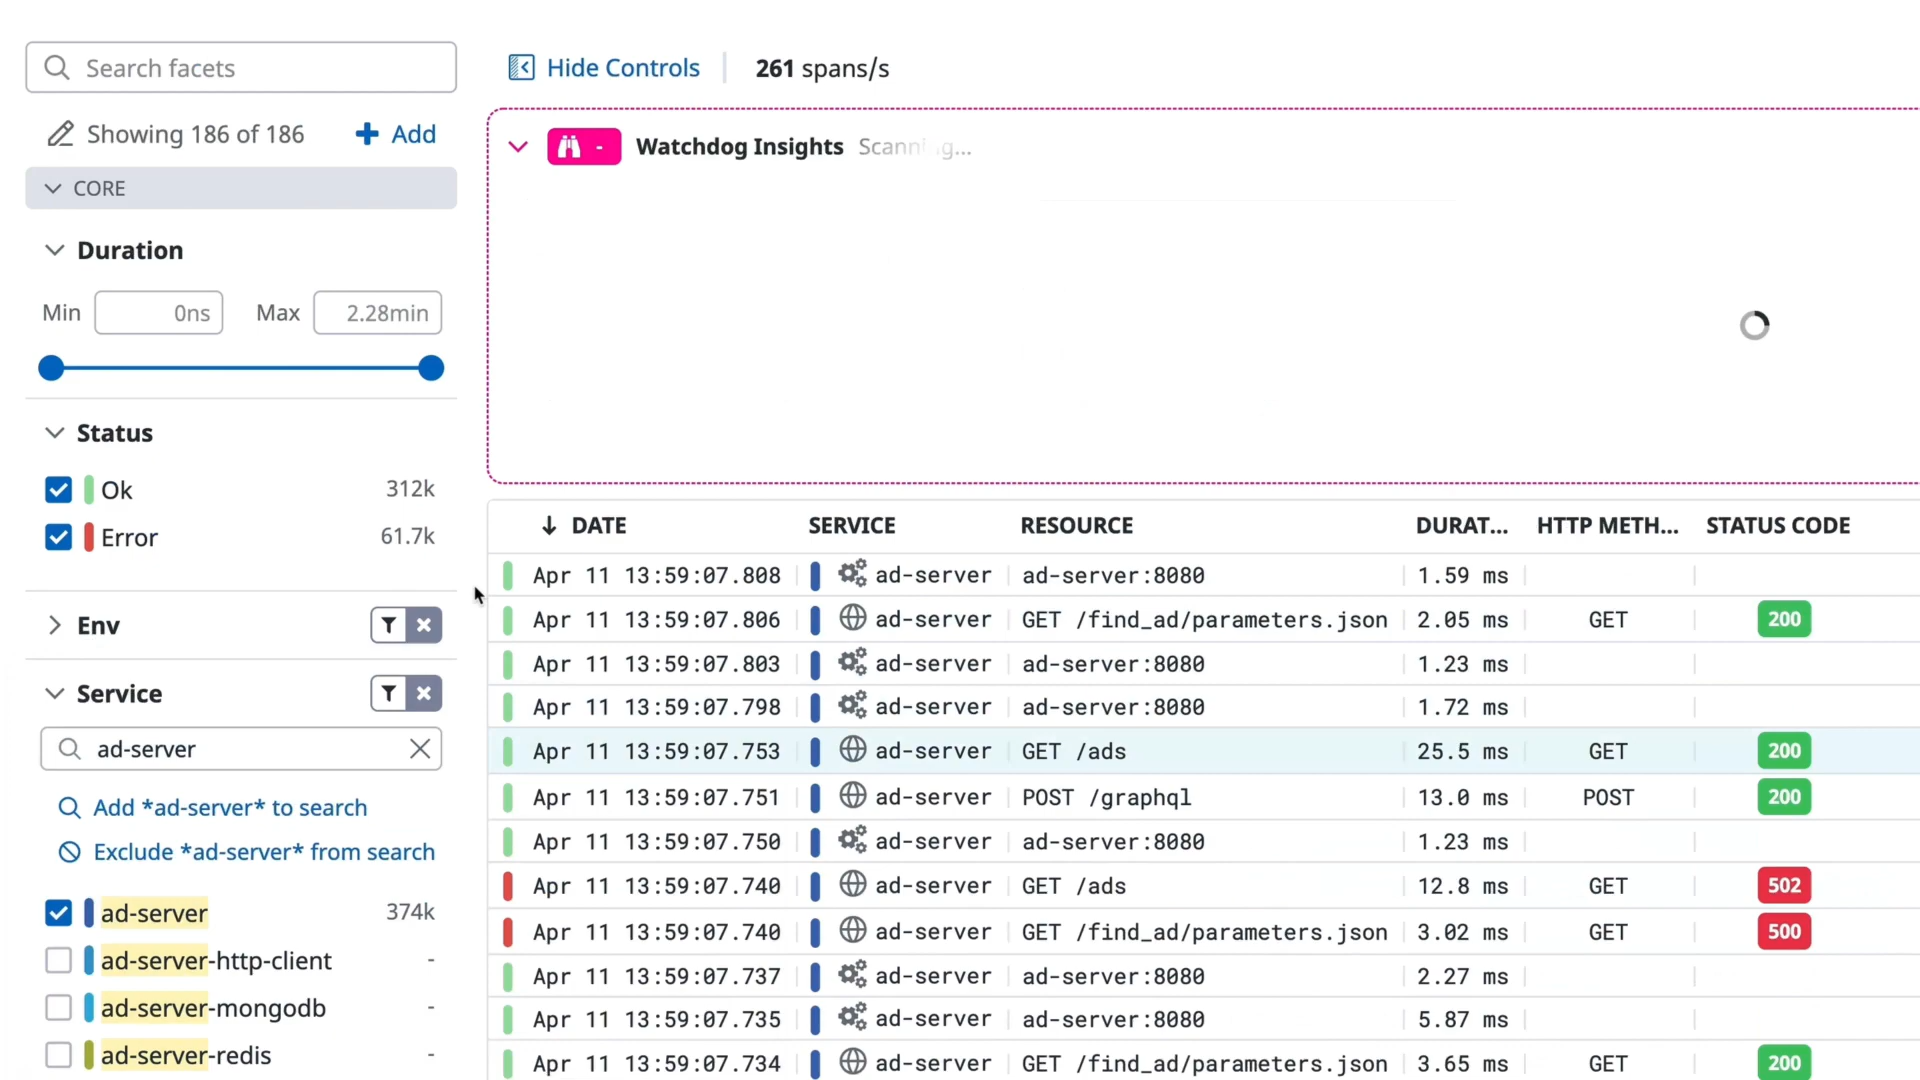 Search facets
Hide Controls
261 spans/s
Showing 186 of 186
Add
CORE
- Watchdog Insights Scanning...
Duration
Min 0ns Max 2.28min
Status
Ok 312k
Error 61.7k
Env
Service
ad-server
Add *ad-server* to search
Exclude *ad-server* from search
ad-server 374k
ad-server-http-client -
ad-server-mongodb -
ad-server-redis -
DATE SERVICE RESOURCE DURAT... HTTP METH... STATUS CODE
Apr 11 13:59:07.808 ad-server ad-server:8080 1.59 ms
Apr 11 13:59:07.806 ad-server GET /find_ad/parameters.json 2.05 ms GET 200
Apr 11 13:59:07.803 ad-server ad-server:8080 1.23 ms
Apr 11 13:59:07.798 ad-server ad-server:8080 1.72 ms
Apr 11 13:59:07.753 ad-server GET /ads 25.5 ms GET 200
Apr 11 13:59:07.751 ad-server POST /graphql 13.0 ms POST 200
Apr 11 13:59:07.750 ad-server ad-server:8080 1.23 ms
Apr 11 13:59:07.740 ad-server GET /ads 12.8 ms GET 502
Apr 11 13:59:07.740 ad-server GET /find_ad/parameters.json 3.02 ms GET 500
Apr 11 13:59:07.737 ad-server ad-server:8080 2.27 ms
Apr 11 13:59:07.735 ad-server ad-server:8080 5.87 ms
Apr 11 13:59:07.734 ad-server GET /find_ad/parameters.json 3.65 ms GET 200